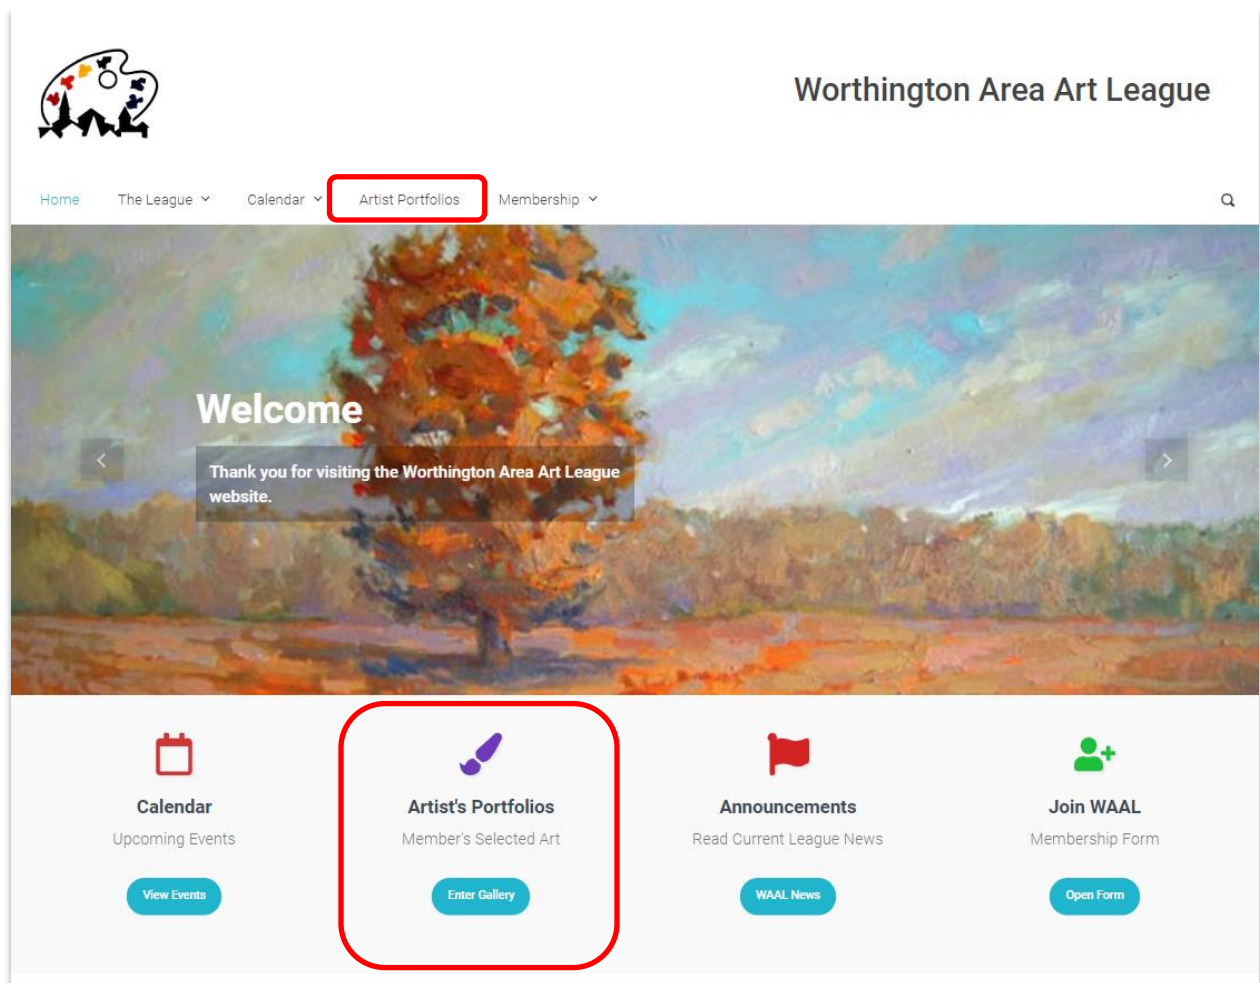 Worthington Area Art League
Home The League Calendar Artist Portfolios Membership
Welcome
Thank you for visiting the Worthington Area Art League
website.
Calendar
Upcoming Events
View Events
Artist's Portfolios
Member's Selected Art
Enter Gallery
Announcements
Read Current League News
WAAL News
Join WAAL
Membership Form
Open Form